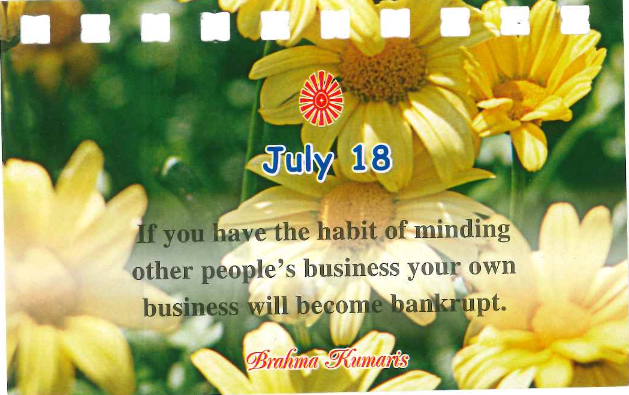 July 18
If you have the habit of minding
other people's business your own
business will become bankrupt.
Brahma Kumaris